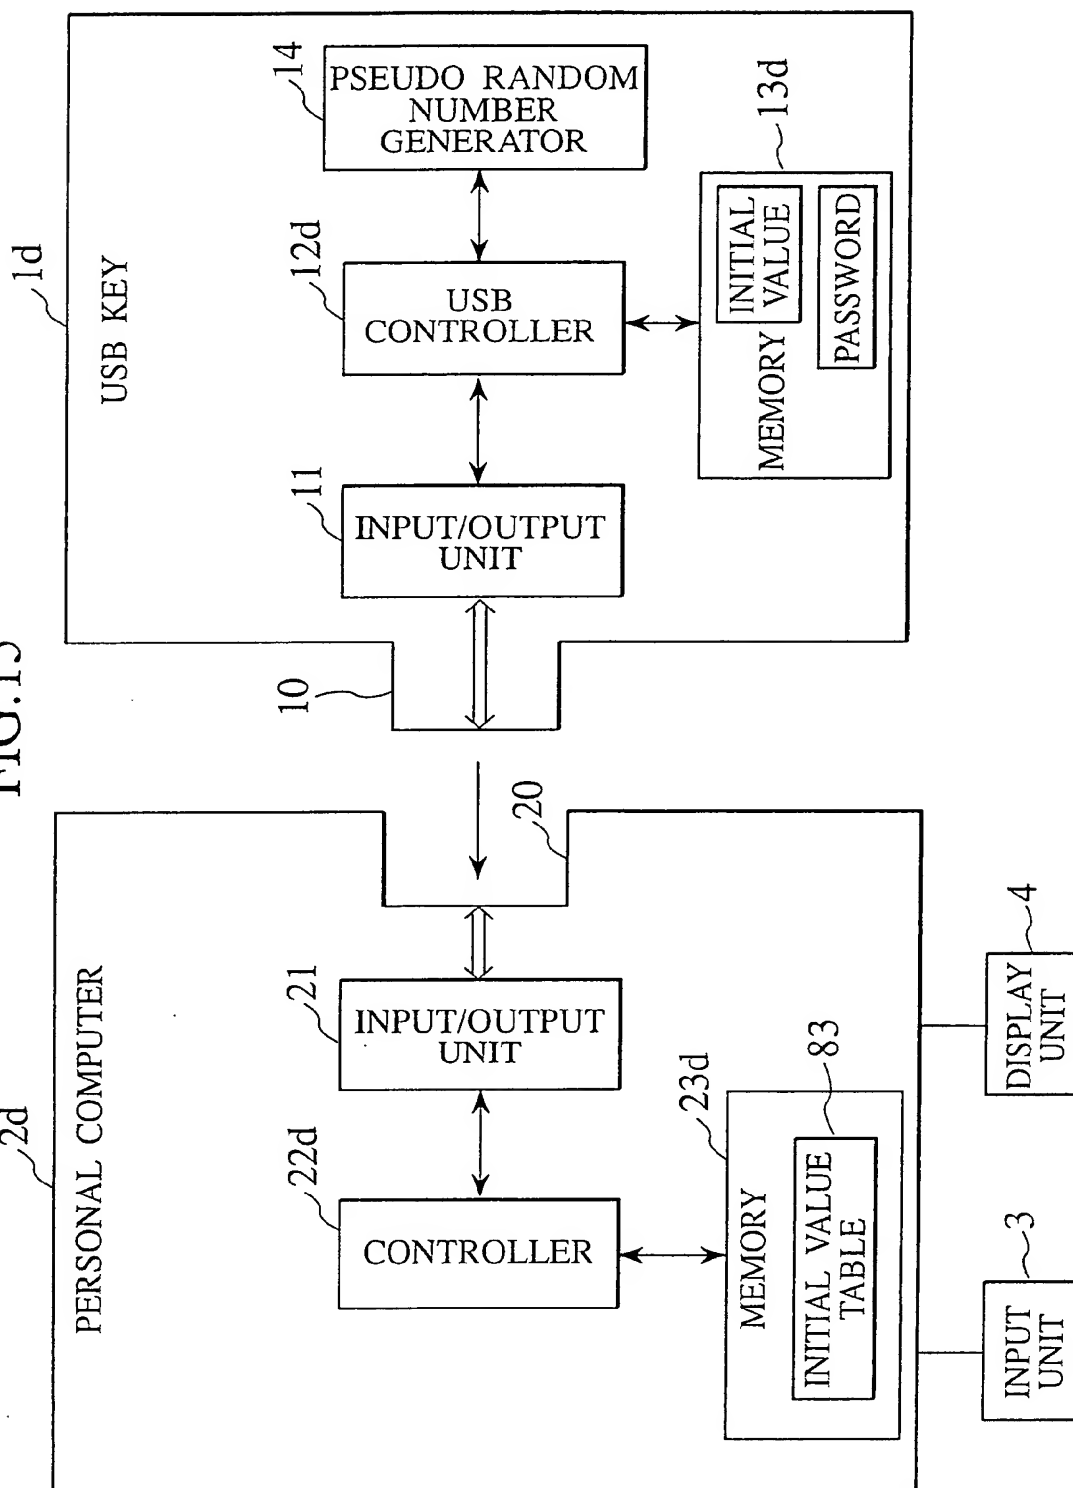 1d
USB KEY
14
PSEUDO RANDOM
NUMBER
GENERATOR
12d
USB
CONTROLLER
13d
MEMORY
INITIAL
VALUE
PASSWORD
11
INPUT/OUTPUT
UNIT
10
20
2d
PERSONAL COMPUTER
21
INPUT/OUTPUT
UNIT
22d
CONTROLLER
23d
MEMORY
83
INITIAL VALUE
TABLE
4
DISPLAY
UNIT
3
INPUT
UNIT